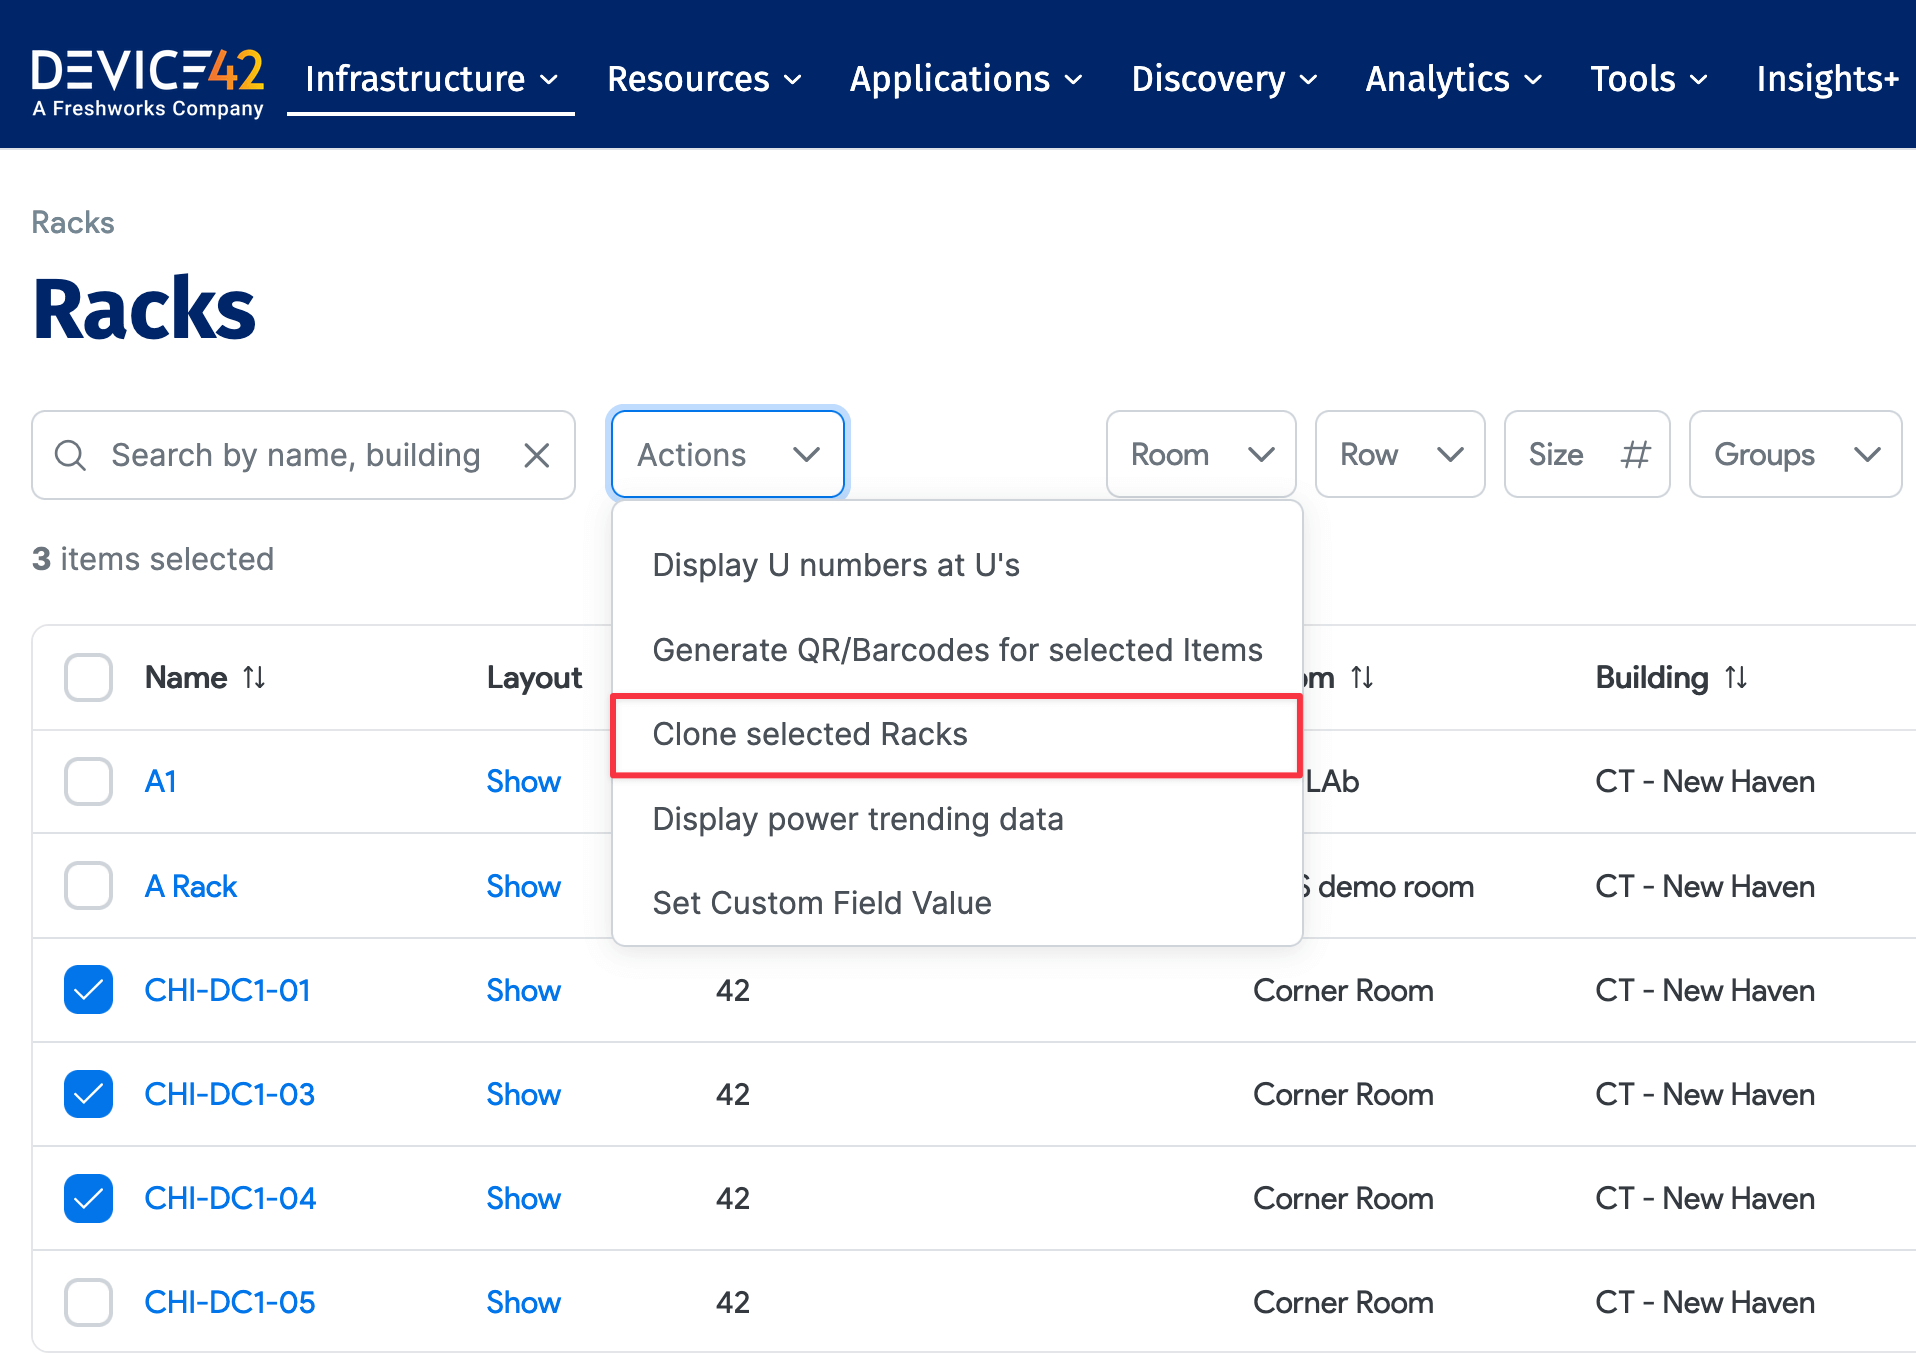 DEVICE42
A Freshworks Company
Infrastructure
Resources
Applications
Discovery
Analytics
Tools
Insights+
Racks
Racks
Search by name, building
Actions
Room
Row
Size #
Groups
3 items selected
Display U numbers at U's
Generate QR/Barcodes for selected Items
Clone selected Racks
Display power trending data
Set Custom Field Value
Name Layout om Building
A1 Show LAb CT - New Haven
A Rack Show S demo room CT - New Haven
CHI-DC1-01 Show 42 Corner Room CT - New Haven
CHI-DC1-03 Show 42 Corner Room CT - New Haven
CHI-DC1-04 Show 42 Corner Room CT - New Haven
CHI-DC1-05 Show 42 Corner Room CT - New Haven